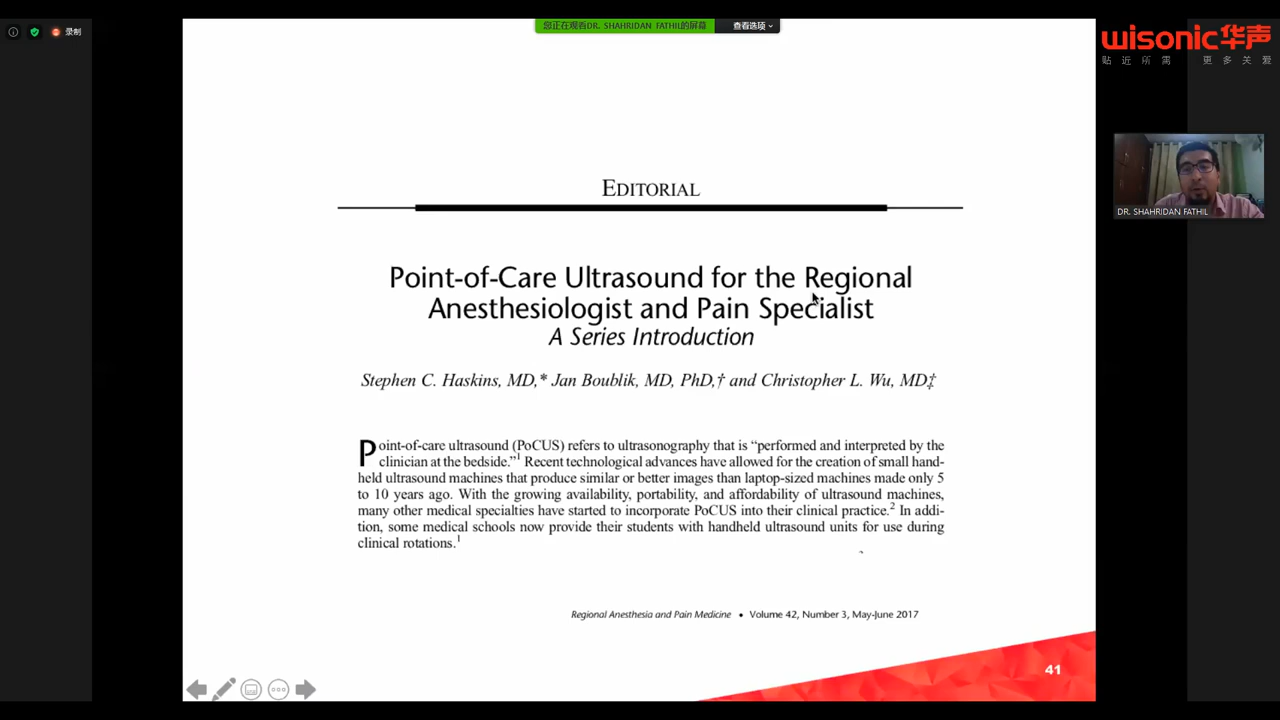 录制
您正在观看DR. SHAHRIDAN FATHIL的屏幕
查看选项
wisonic华声
贴近所需 更多关爱
DR. SHAHRIDAN FATHIL
EDITORIAL
Point-of-Care Ultrasound for the Regional
Anesthesiologist and Pain Specialist
A Series Introduction
Stephen C. Haskins, MD,* Jan Boublik, MD, PhD,† and Christopher L. Wu, MD‡
Point-of-care ultrasound (PoCUS) refers to ultrasonography that is “performed and interpreted by the
clinician at the bedside.”1 Recent technological advances have allowed for the creation of small hand-
held ultrasound machines that produce similar or better images than laptop-sized machines made only 5
to 10 years ago. With the growing availability, portability, and affordability of ultrasound machines,
many other medical specialties have started to incorporate PoCUS into their clinical practice.2 In addi-
tion, some medical schools now provide their students with handheld ultrasound units for use during
clinical rotations.1
Regional Anesthesia and Pain Medicine • Volume 42, Number 3, May-June 2017
41